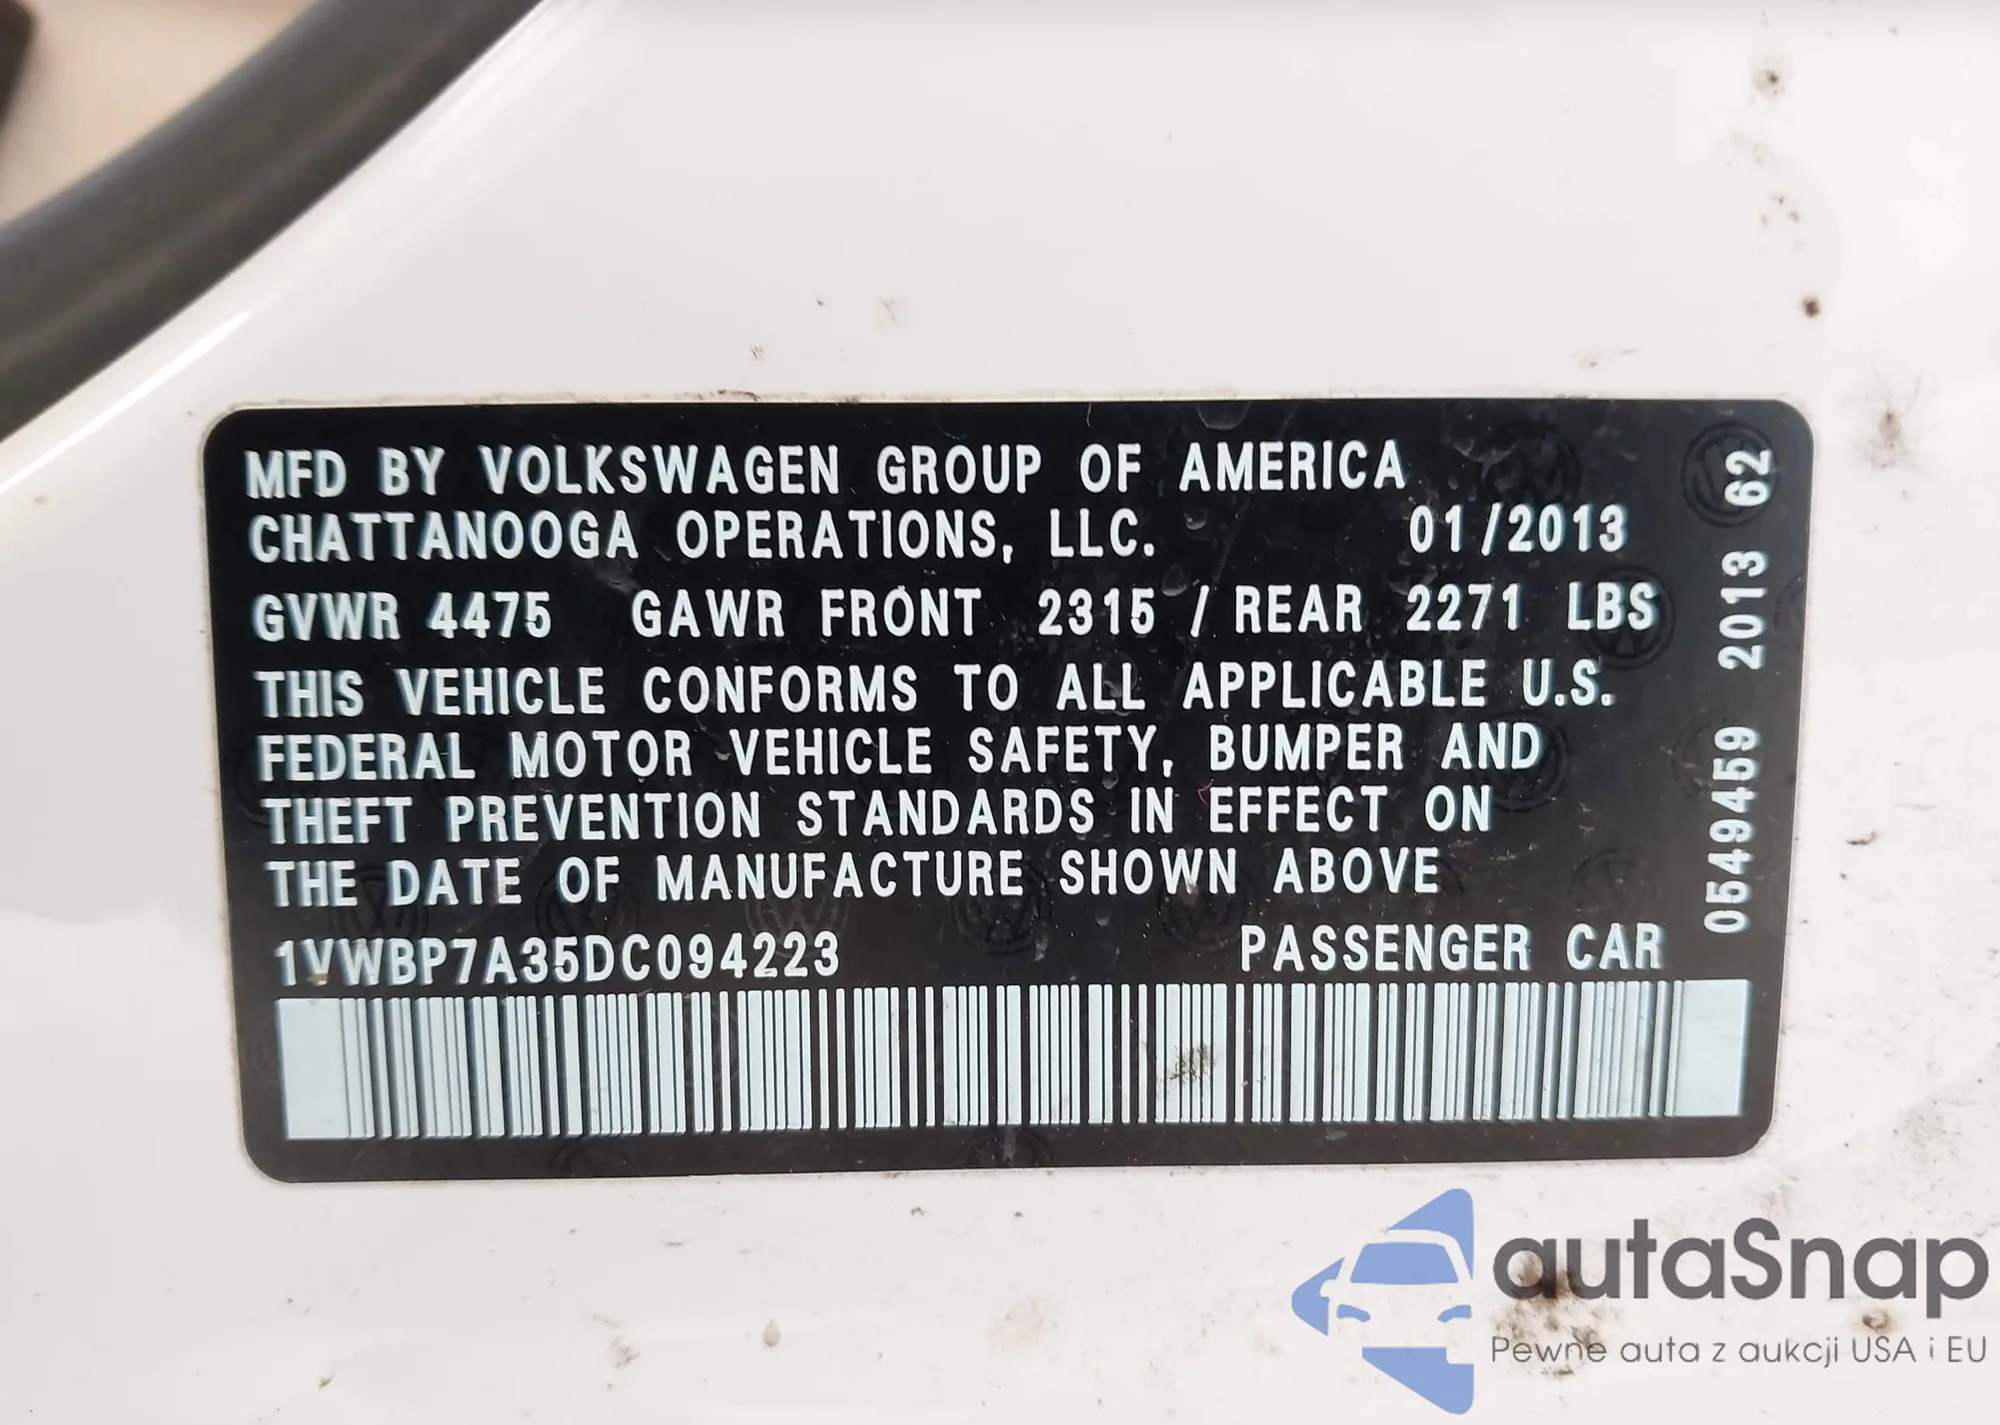 MFD BY VOLKSWAGEN GROUP OF AMERICA
CHATTANOOGA OPERATIONS, LLC. 01/2013
GVWR 4475 GAWR FRONT 2315 / REAR 2271 LBS
THIS VEHICLE CONFORMS TO ALL APPLICABLE U.S.
FEDERAL MOTOR VEHICLE SAFETY, BUMPER AND
THEFT PREVENTION STANDARDS IN EFFECT ON
THE DATE OF MANUFACTURE SHOWN ABOVE
1VWBP7A35DC094223 PASSENGER CAR
0549459 2013 62
autaSnap
Pewne auta z aukcji USA i EU